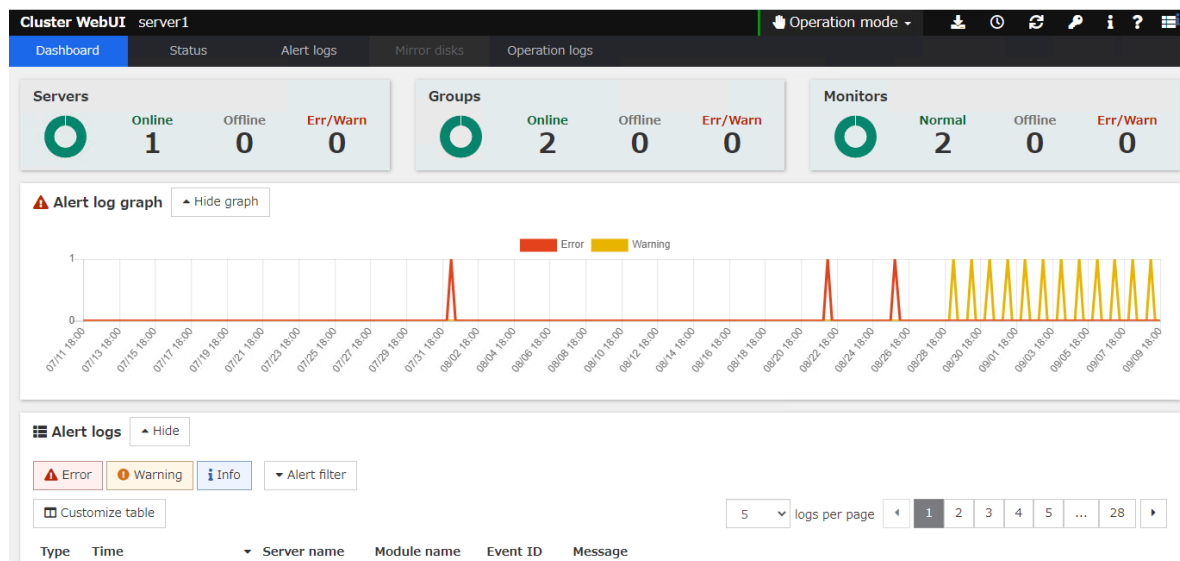 Cluster WebUI server1 Operation mode
Dashboard Status Alert logs Mirror disks Operation logs
Servers Groups Monitors
Online Offline Err/Warn Online Offline Err/Warn Normal Offline Err/Warn
1 0 0 2 0 0 2 0 0
Alert log graph Hide graph
Error Warning
1
0
07/11 18:00 07/13 18:00 07/15 18:00 07/17 18:00 07/19 18:00 07/21 18:00 07/23 18:00 07/25 18:00 07/27 18:00 07/29 18:00 07/31 18:00 08/02 18:00 08/04 18:00 08/06 18:00 08/08 18:00 08/10 18:00 08/12 18:00 08/14 18:00 08/16 18:00 08/18 18:00 08/20 18:00 08/22 18:00 08/24 18:00 08/26 18:00 08/28 18:00 08/30 18:00 09/01 18:00 09/03 18:00 09/05 18:00 09/07 18:00 09/09 18:00
Alert logs Hide
Error Warning Info Alert filter
Customize table 5 logs per page 1 2 3 4 5 ... 28
Type Time Server name Module name Event ID Message